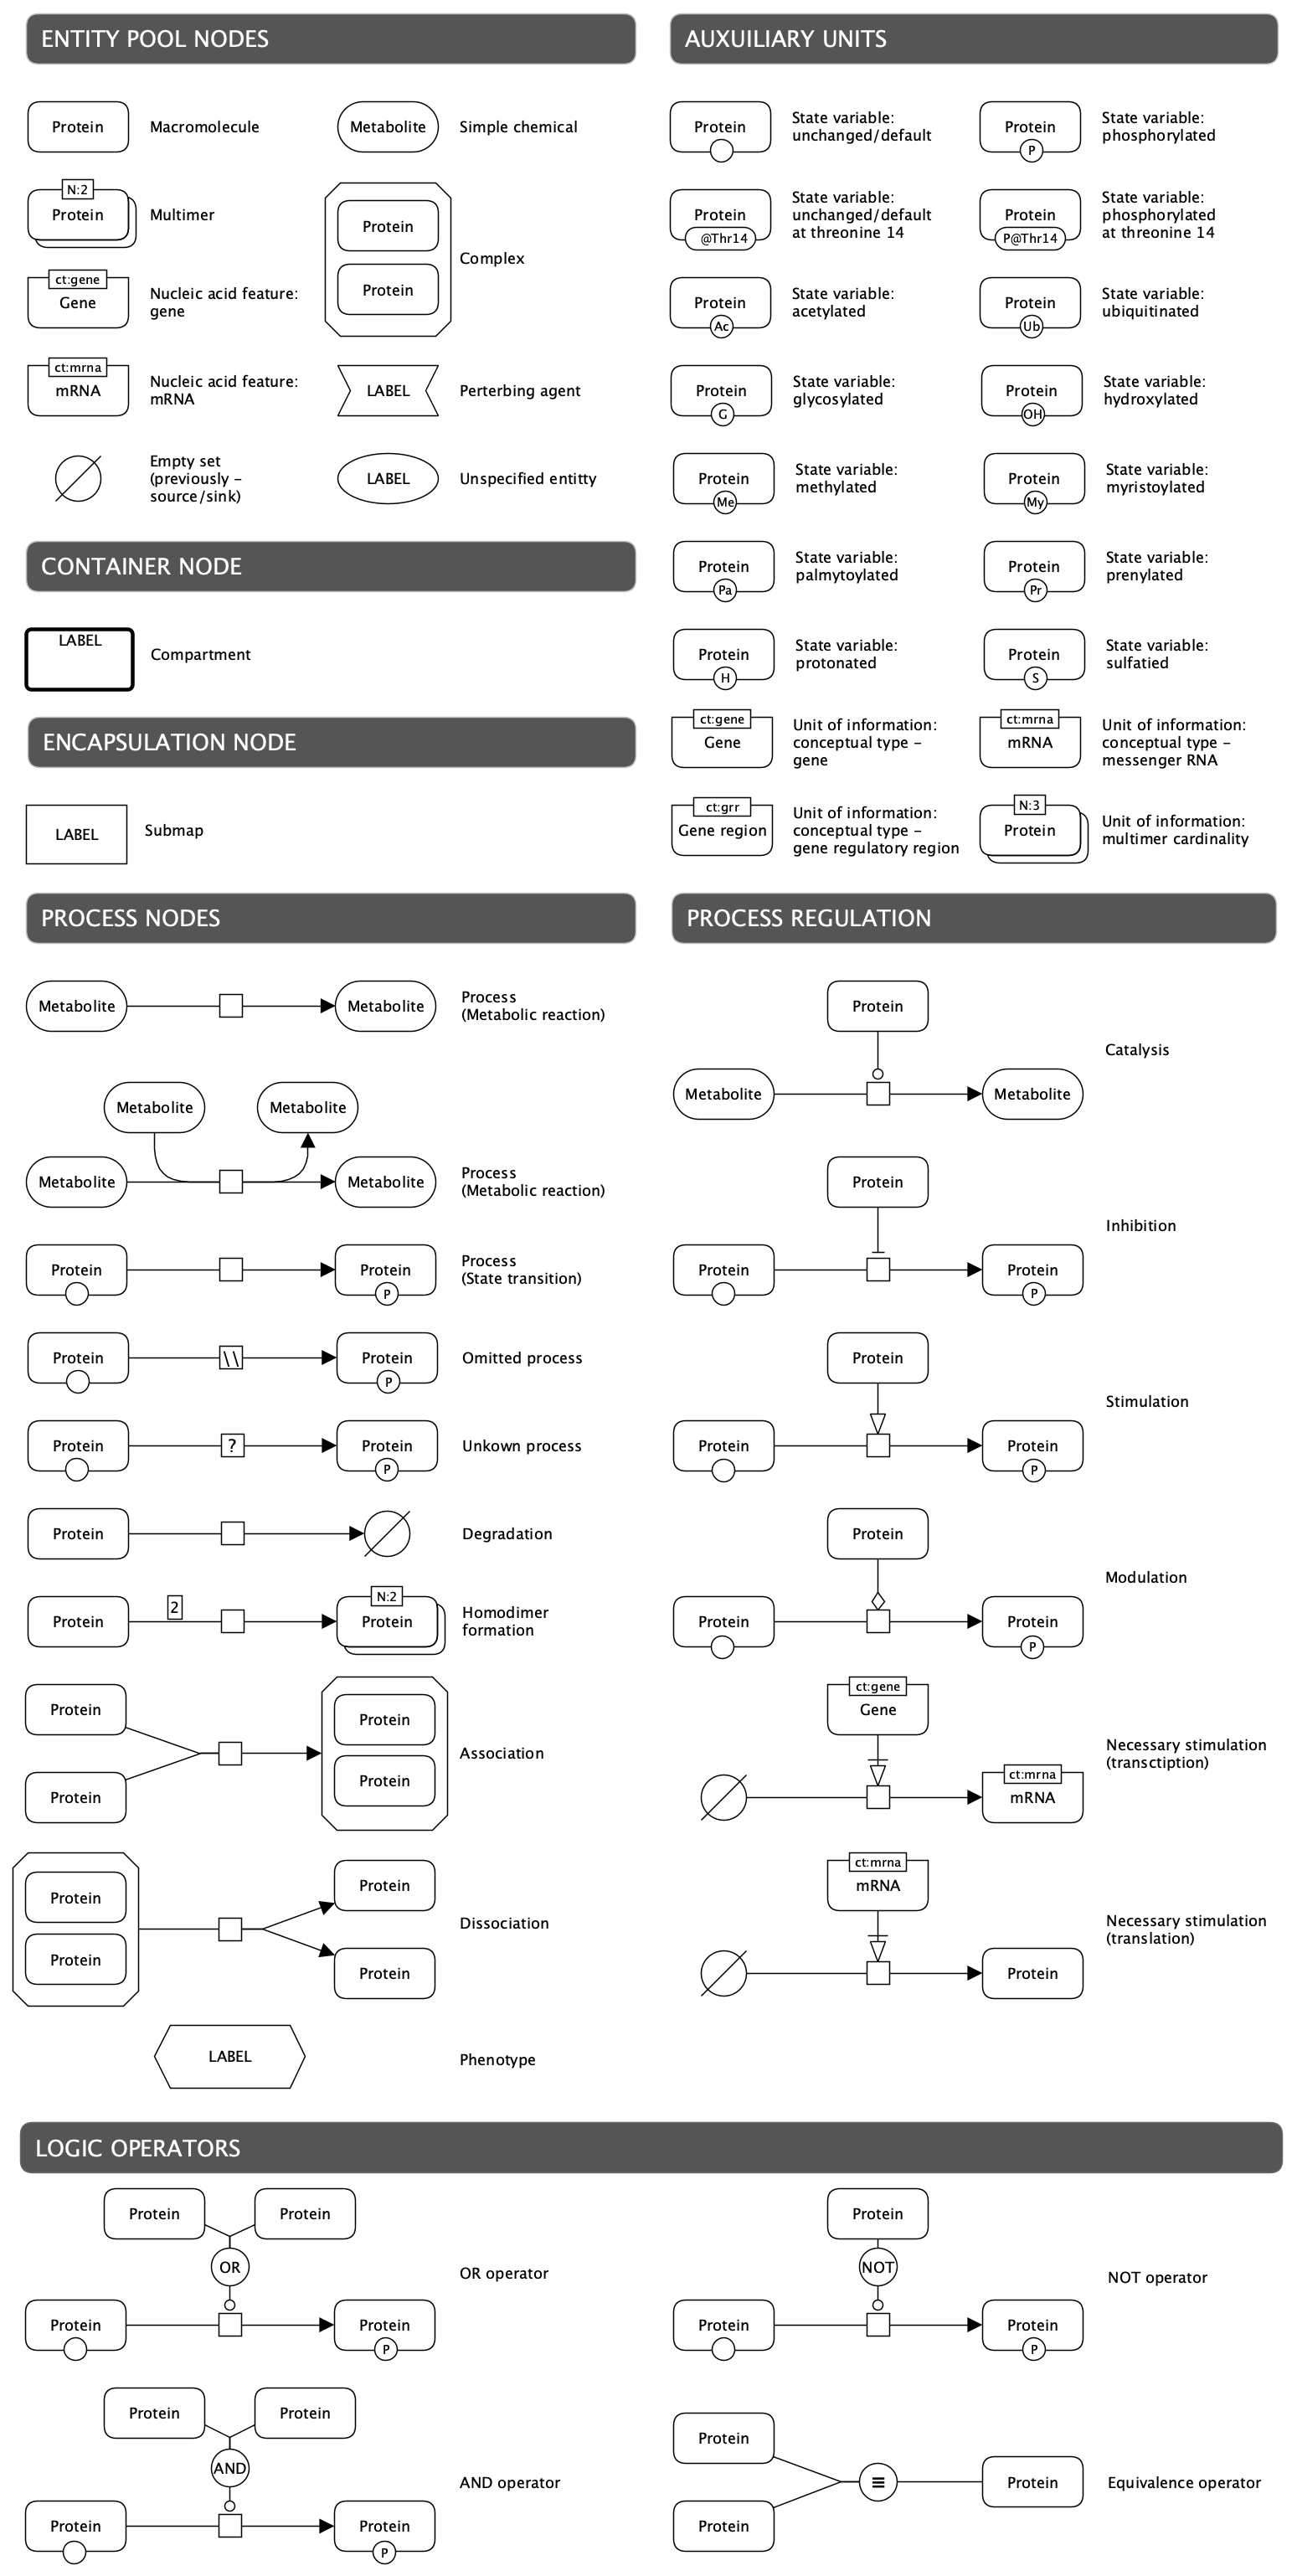 ENTITY POOL NODES
Protein
Macromolecule
Metabolite
Simple chemical
N:2
Protein
Multimer
Protein
Protein
Complex
ct:gene
Gene
Nucleic acid feature:
gene
ct:mrna
mRNA
Nucleic acid feature:
mRNA
LABEL
Perterbing agent
Empty set
(previously –
source/sink)
LABEL
Unspecified entitty
CONTAINER NODE
LABEL
Compartment
ENCAPSULATION NODE
LABEL
Submap
AUXUILIARY UNITS
Protein
State variable:
unchanged/default
Protein
P
State variable:
phosphorylated
Protein
@Thr14
State variable:
unchanged/default
at threonine 14
Protein
P@Thr14
State variable:
phosphorylated
at threonine 14
Protein
Ac
State variable:
acetylated
Protein
Ub
State variable:
ubiquitinated
Protein
G
State variable:
glycosylated
Protein
OH
State variable:
hydroxylated
Protein
Me
State variable:
methylated
Protein
My
State variable:
myristoylated
Protein
Pa
State variable:
palmytoylated
Protein
Pr
State variable:
prenylated
Protein
H
State variable:
protonated
Protein
S
State variable:
sulfatied
ct:gene
Gene
Unit of information:
conceptual type –
gene
ct:mrna
mRNA
Unit of information:
conceptual type –
messenger RNA
ct:grr
Gene region
Unit of information:
conceptual type –
gene regulatory region
N:3
Protein
Unit of information:
multimer cardinality
PROCESS NODES
Metabolite
Metabolite
Process
(Metabolic reaction)
Metabolite
Metabolite
Metabolite
Metabolite
Process
(Metabolic reaction)
Protein
Protein
P
Process
(State transition)
Protein
\\
Protein
P
Omitted process
Protein
?
Protein
P
Unkown process
Protein
Degradation
Protein
2
N:2
Protein
Homodimer
formation
Protein
Protein
Protein
Protein
Association
Protein
Protein
Protein
Protein
Dissociation
LABEL
Phenotype
PROCESS REGULATION
Protein
Metabolite
Metabolite
Catalysis
Protein
Protein
Protein
P
Inhibition
Protein
Protein
Protein
P
Stimulation
Protein
Protein
Protein
P
Modulation
ct:gene
Gene
ct:mrna
mRNA
Necessary stimulation
(transctiption)
ct:mrna
mRNA
Protein
Necessary stimulation
(translation)
LOGIC OPERATORS
Protein
Protein
OR
Protein
Protein
P
OR operator
Protein
NOT
Protein
Protein
P
NOT operator
Protein
Protein
AND
Protein
Protein
P
AND operator
Protein
Protein
≡
Protein
Equivalence operator